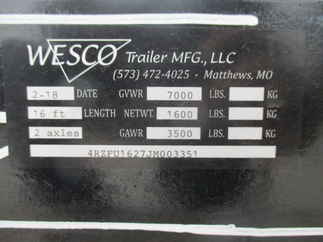 WESCO Trailer MFG., LLC
(573) 472-4025 • Matthews, MO
2-18 DATE GVWR 7000 LBS. KG
16 ft LENGTH NETWT. 1600 LBS. KG
2 axles GAWR 3500 LBS. KG
4RZFU1627JM003351